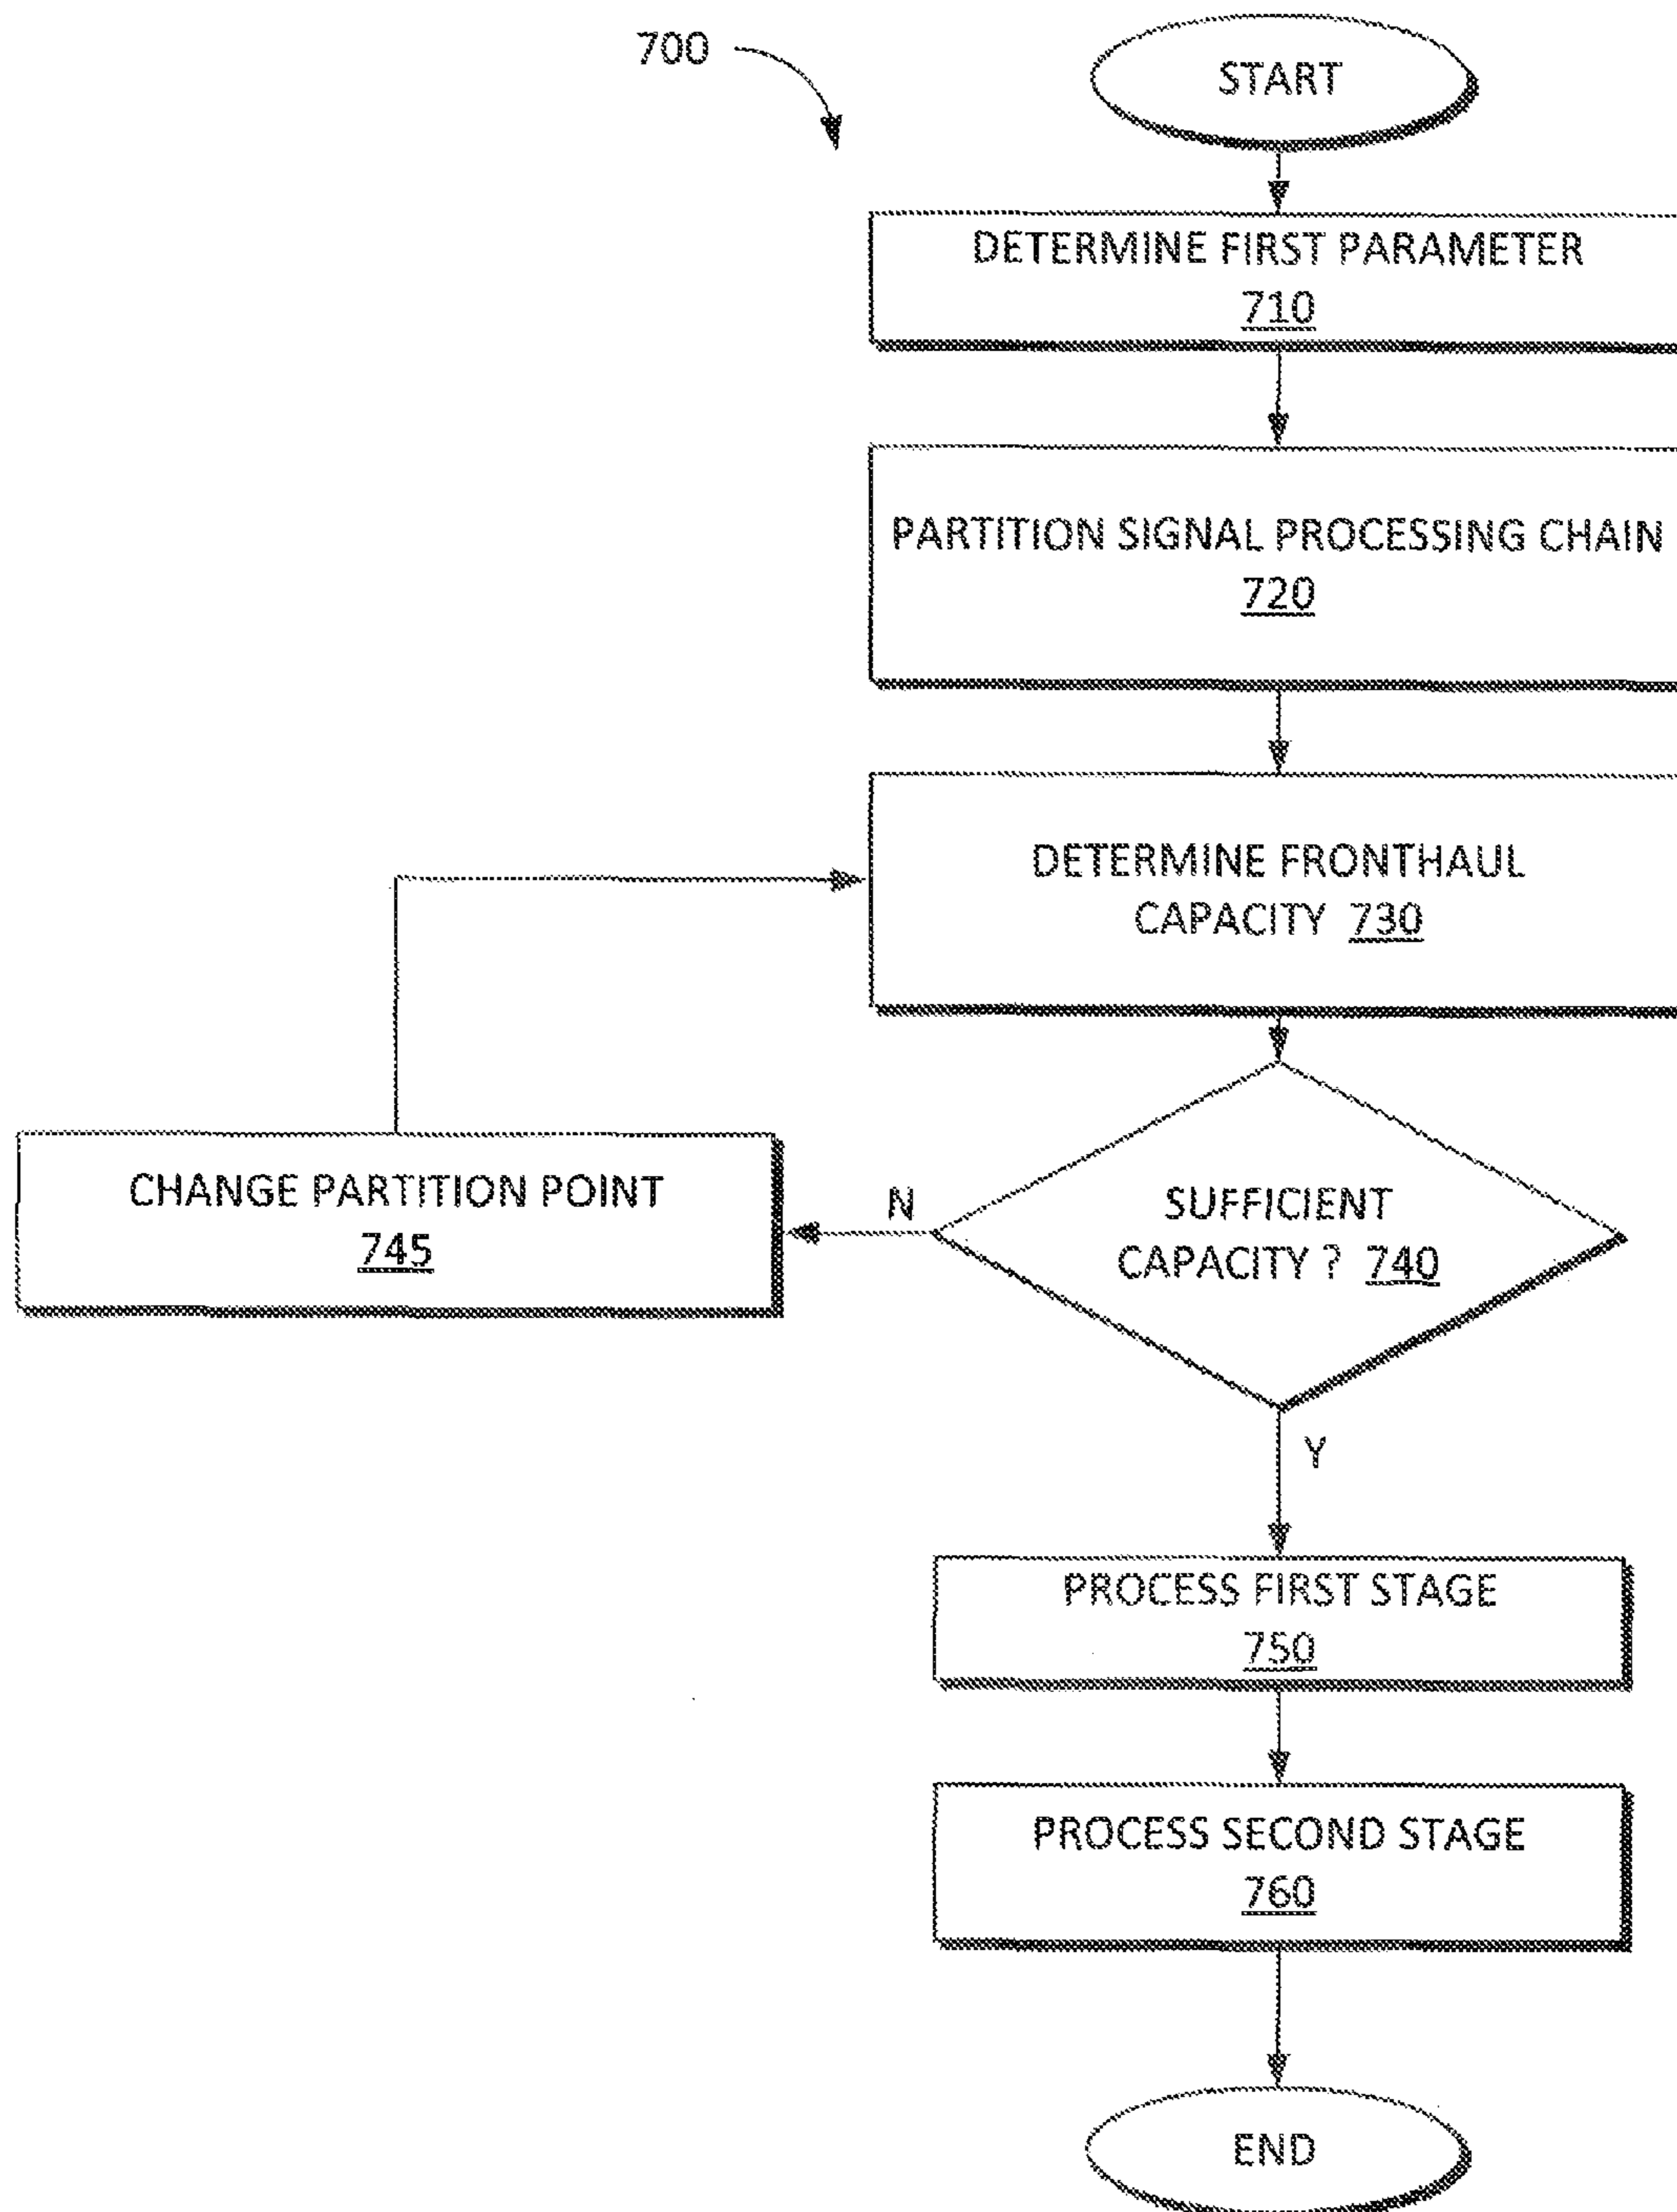 700
START
DETERMINE FIRST PARAMETER
710
PARTITION SIGNAL PROCESSING CHAIN
720
DETERMINE FRONTHAUL
CAPACITY 730
CHANGE PARTITION POINT
745
N
SUFFICIENT
CAPACITY ? 740
Y
PROCESS FIRST STAGE
750
PROCESS SECOND STAGE
760
END